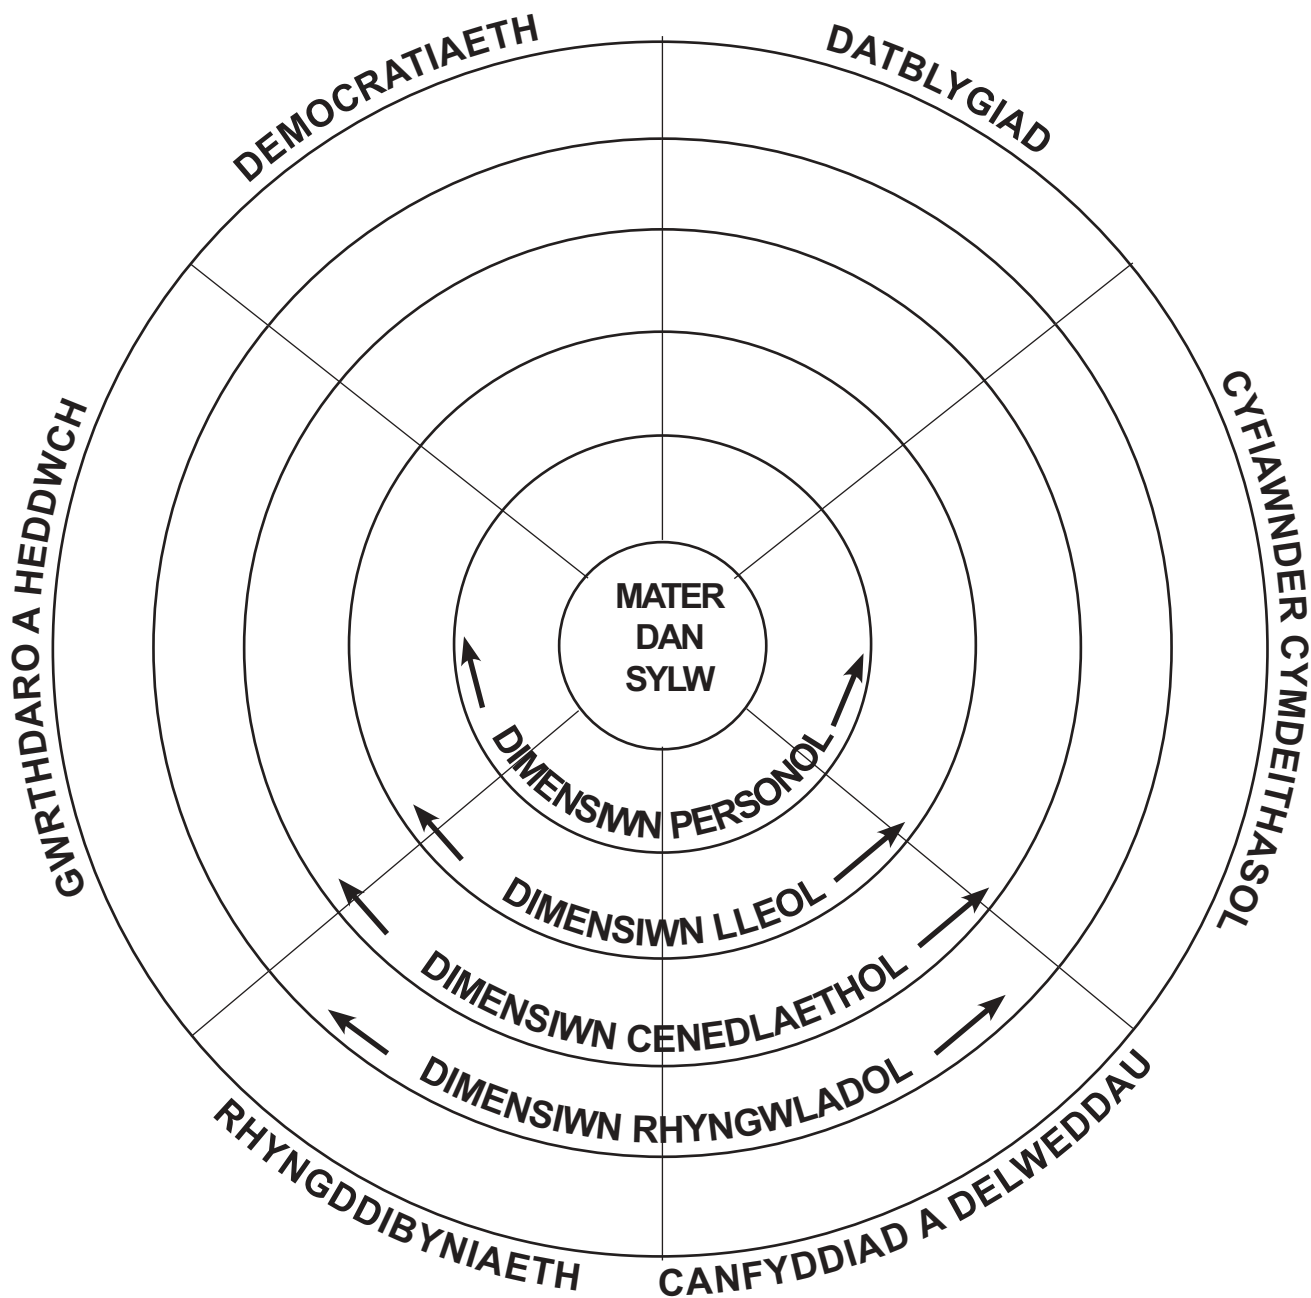 DEMOCRATIAETH
DATBLYGIAD
CYFIAWNDER CYMDEITHASOL
CANFYDDIAD A DELWEDDAU
RHYNGDDIBYNIAETH
GWRTHDARO A HEDDWCH
MATER
DAN
SYLW
DIMENSIWN PERSONOL
DIMENSIWN LLEOL
DIMENSIWN CENEDLAETHOL
DIMENSIWN RHYNGWLADOL